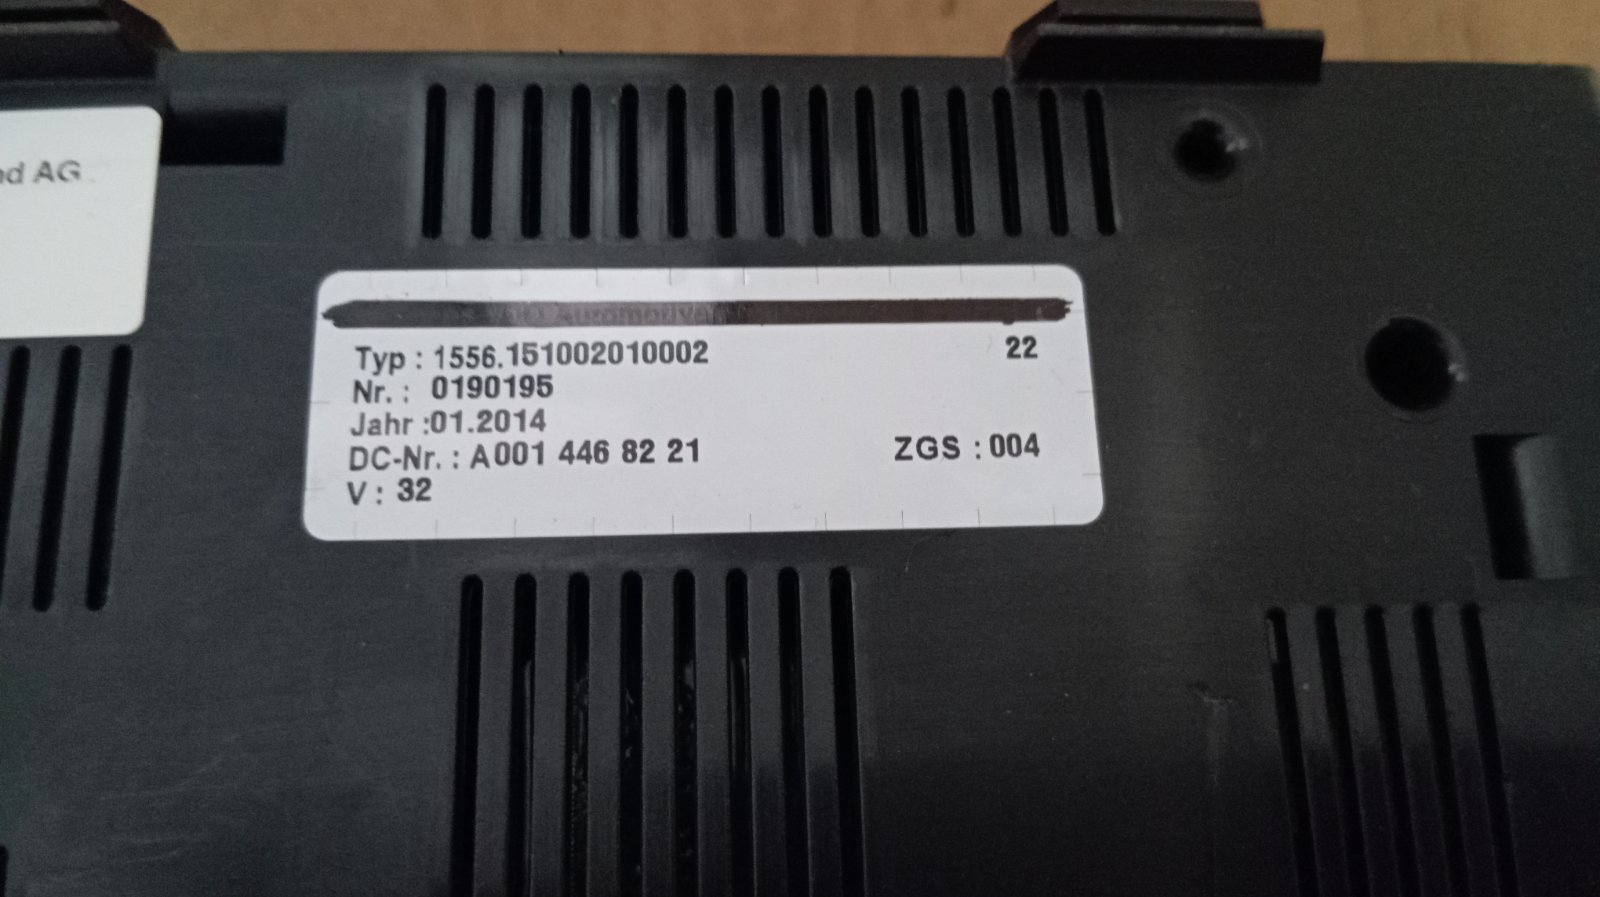 AG
Typ : 1556.151002010002 22
Nr. : 0190195
Jahr :01.2014
DC-Nr. : A001 446 82 21 ZGS : 004
V : 32